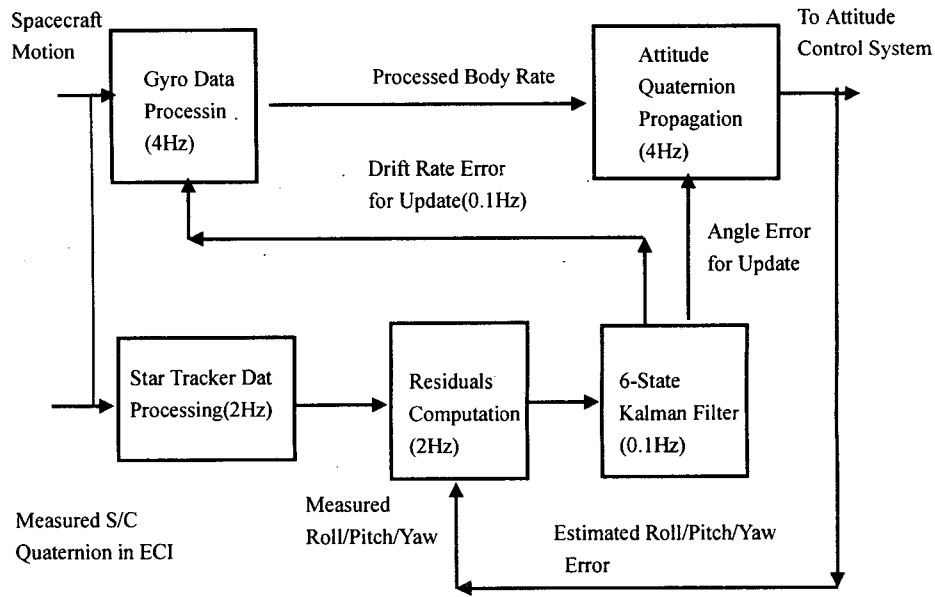 Spacecraft
Motion
To Attitude
Control System
Gyro Data
Processin
(4Hz)
Processed Body Rate
Attitude
Quaternion
Propagation
(4Hz)
Drift Rate Error
for Update(0.1Hz)
Angle Error
for Update
Star Tracker Dat
Processing(2Hz)
Residuals
Computation
(2Hz)
6-State
Kalman Filter
(0.1Hz)
Measured S/C
Quaternion in ECI
Measured
Roll/Pitch/Yaw
Estimated Roll/Pitch/Yaw
Error